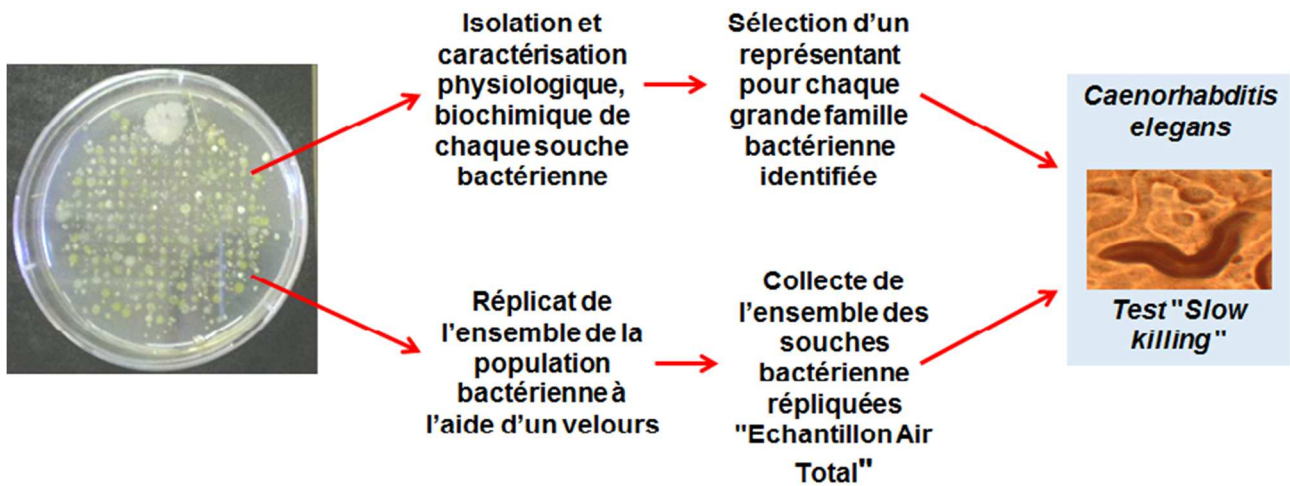 Isolation et
caractérisation
physiologique,
biochimique de
chaque souche
bactérienne
Sélection d'un
représentant
pour chaque
grande famille
bactérienne
identifiée
Réplicat de
l'ensemble de la
population
bactérienne à
l'aide d'un velours
Collecte de
l'ensemble des
souches
bactérienne
répliquées
"Echantillon Air
Total"
Caenorhabditis
elegans
Test "Slow
killing"